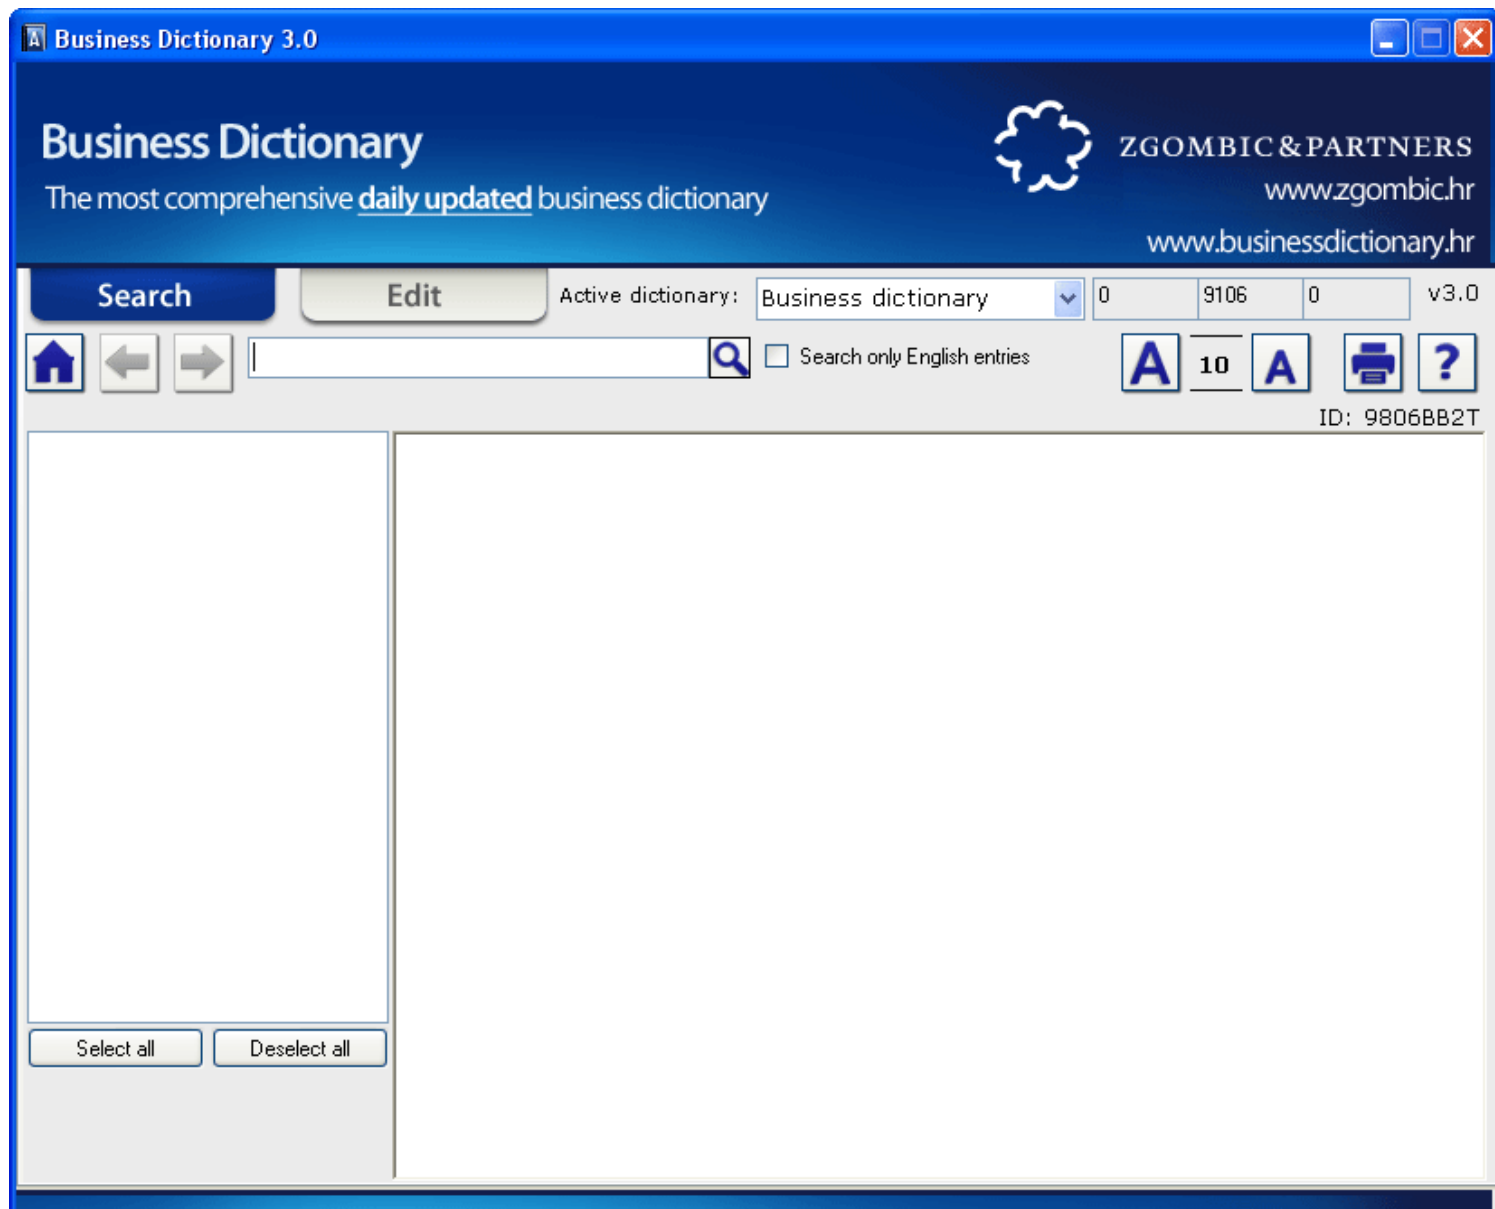 Business Dictionary 3.0
Business Dictionary
The most comprehensive daily updated business dictionary
ZGOMBIC & PARTNERS
www.zgombic.hr
www.businessdictionary.hr
Search Edit Active dictionary: Business dictionary 0 9106 0 v3.0
Search only English entries A 10 A ?
ID: 9806BB2T
Select all Deselect all